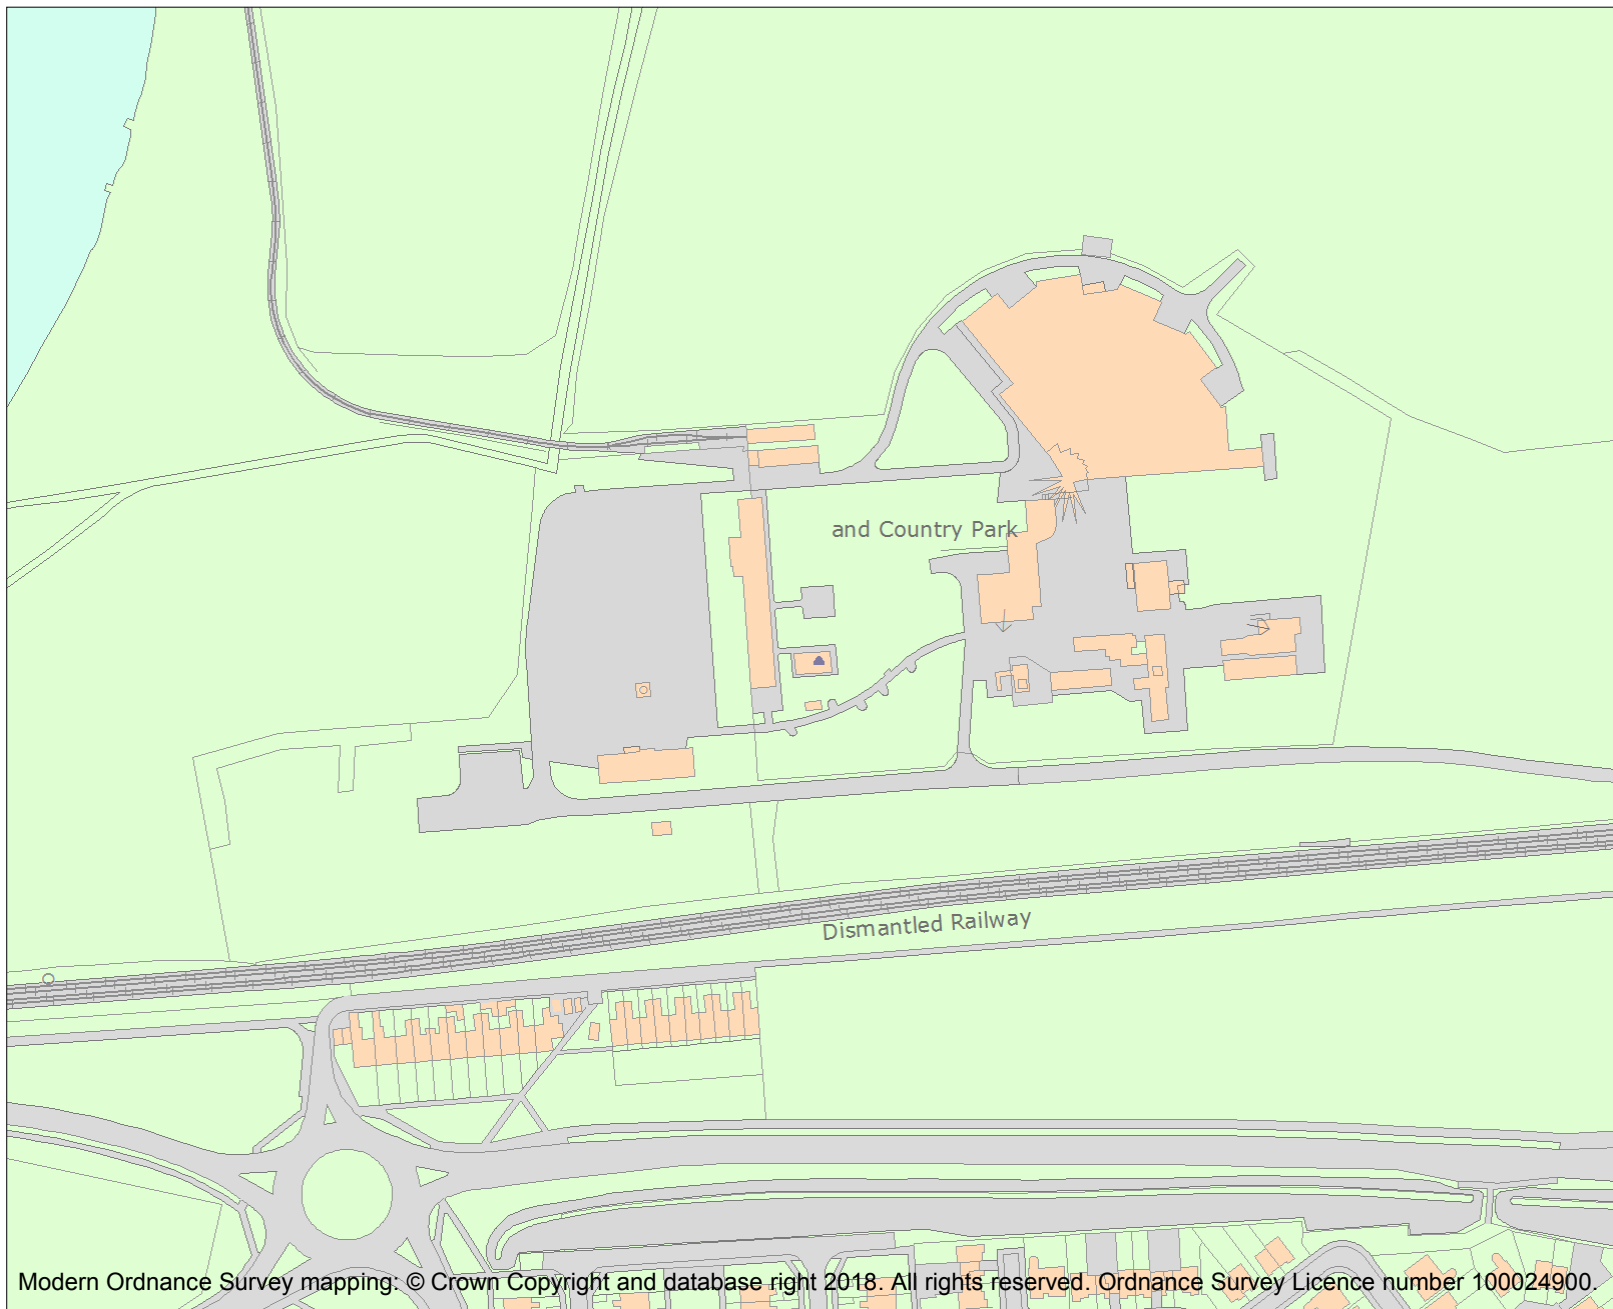 and Country Park
Dismantled Railway
Modern Ordnance Survey mapping: © Crown Copyright and database right 2018. All rights reserved. Ordnance Survey Licence number 100024900.